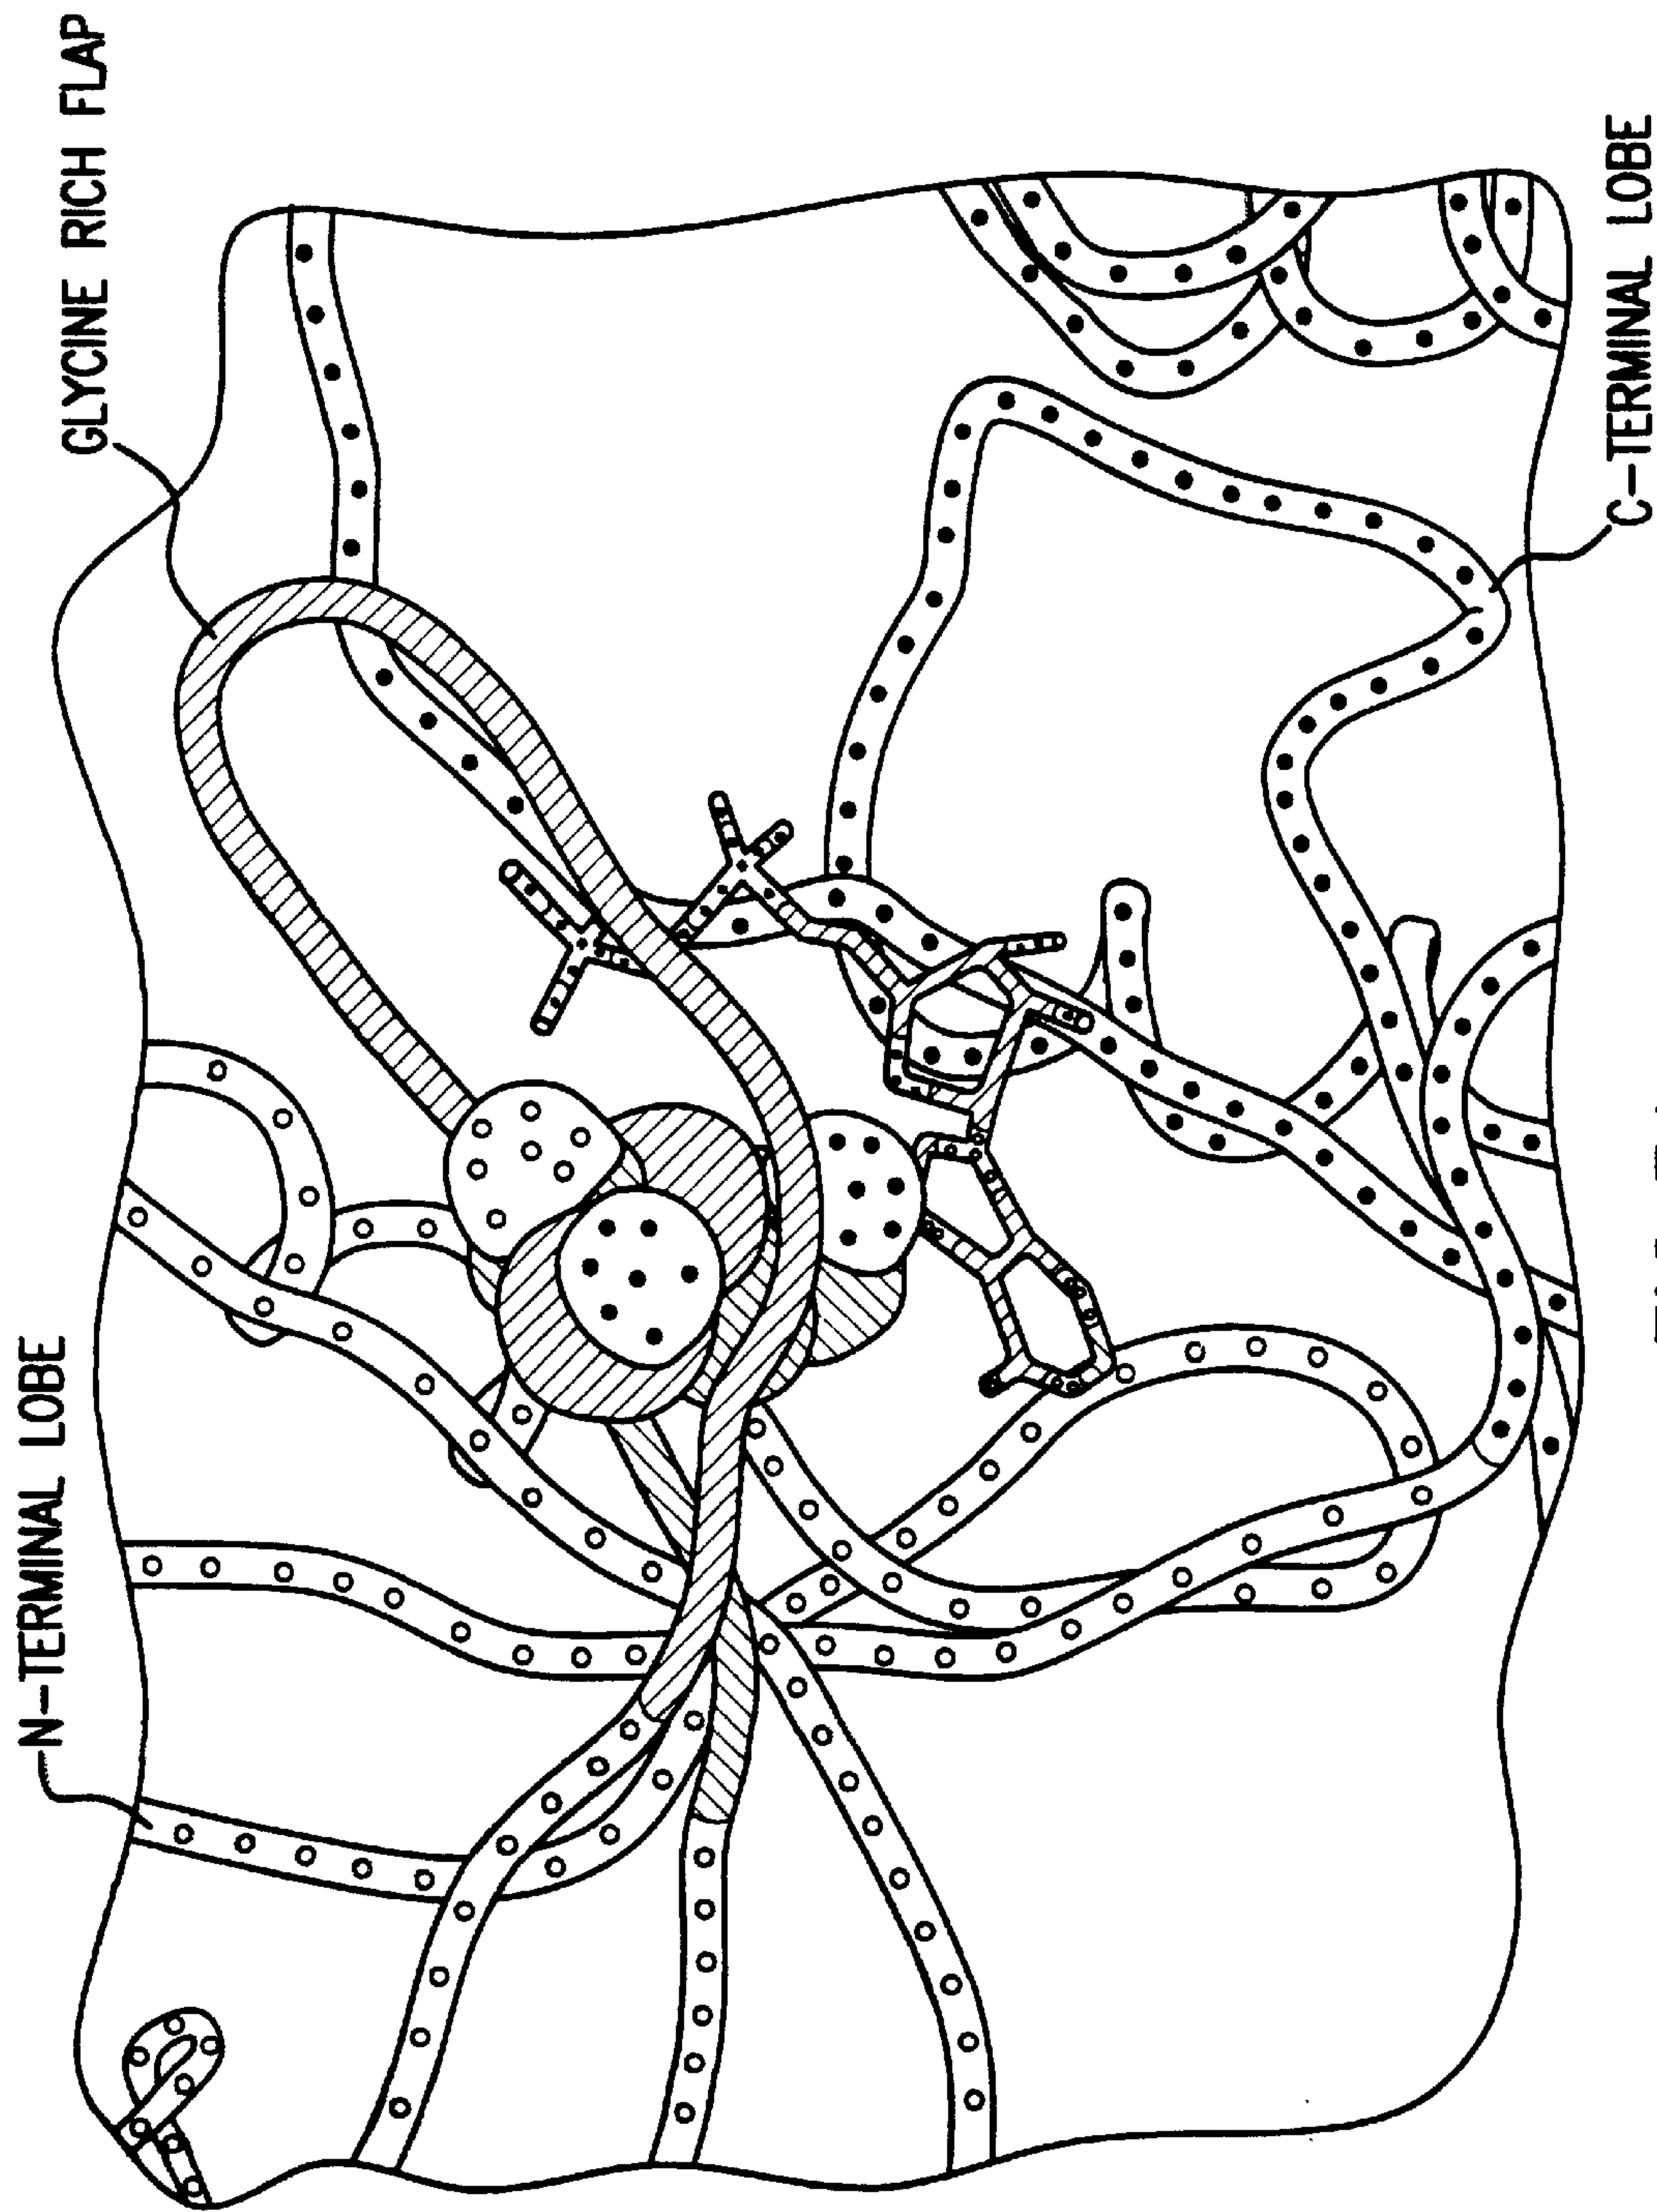 N-TERMINAL LOBE
GLYCINE RICH FLAP
C-TERMINAL LOBE